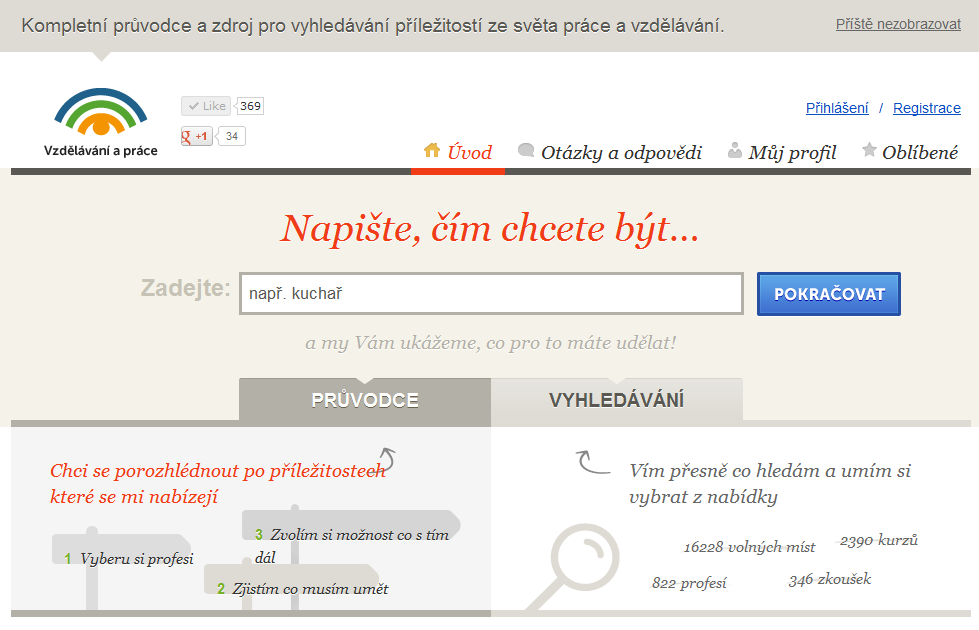 Kompletní průvodce a zdroj pro vyhledávání příležitostí ze světa práce a vzdělávání.
Příště nezobrazovat
Vzdělávání a práce
Like 369
g +1 34
Přihlášení / Registrace
Úvod
Otázky a odpovědi
Můj profil
Oblíbené
Napište, čím chcete být...
Zadejte:
např. kuchař
POKRAČOVAT
a my Vám ukážeme, co pro to máte udělat!
PRŮVODCE
VYHLEDÁVÁNÍ
Chci se porozhlédnout po příležitostech
které se mi nabízejí
1 Vyberu si profesi
3 Zvolím si možnost co s tím
dál
2 Zjistím co musím umět
Vím přesně co hledám a umím si
vybrat z nabídky
16228 volných míst
2390 kurzů
822 profesí
346 zkoušek